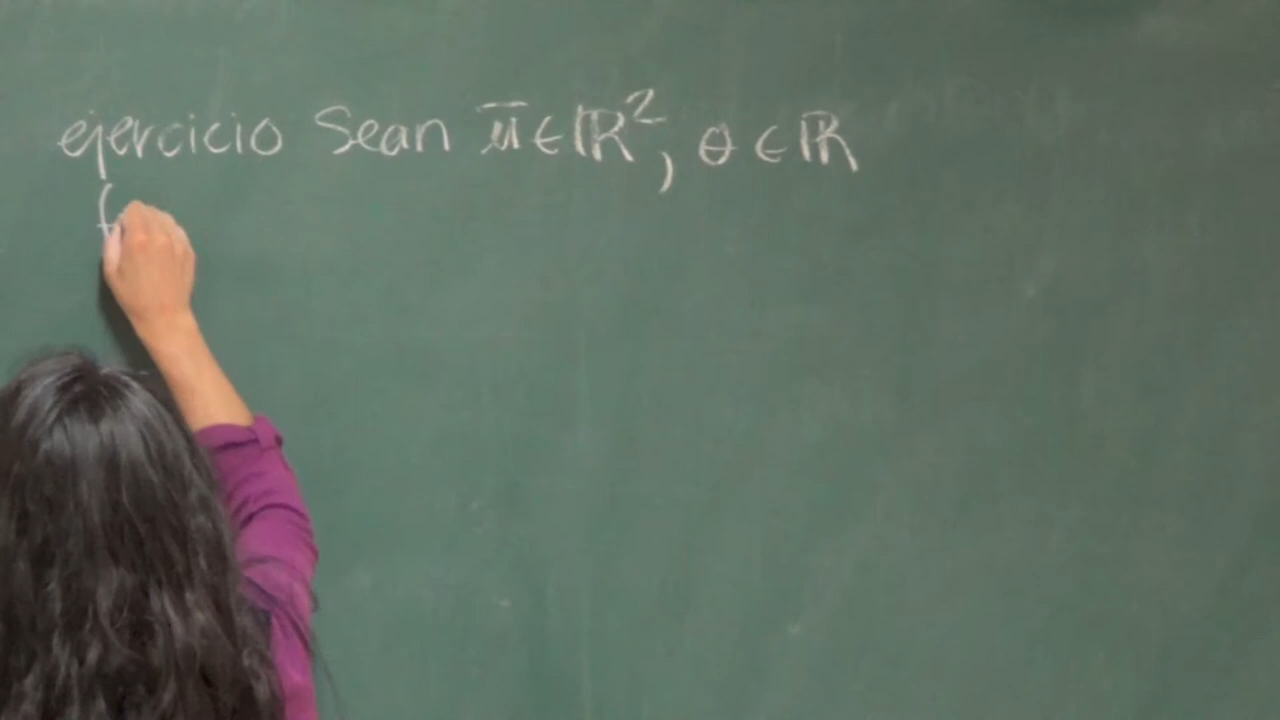 ejercicio Sean ū ∈ ℝ², θ ∈ ℝ